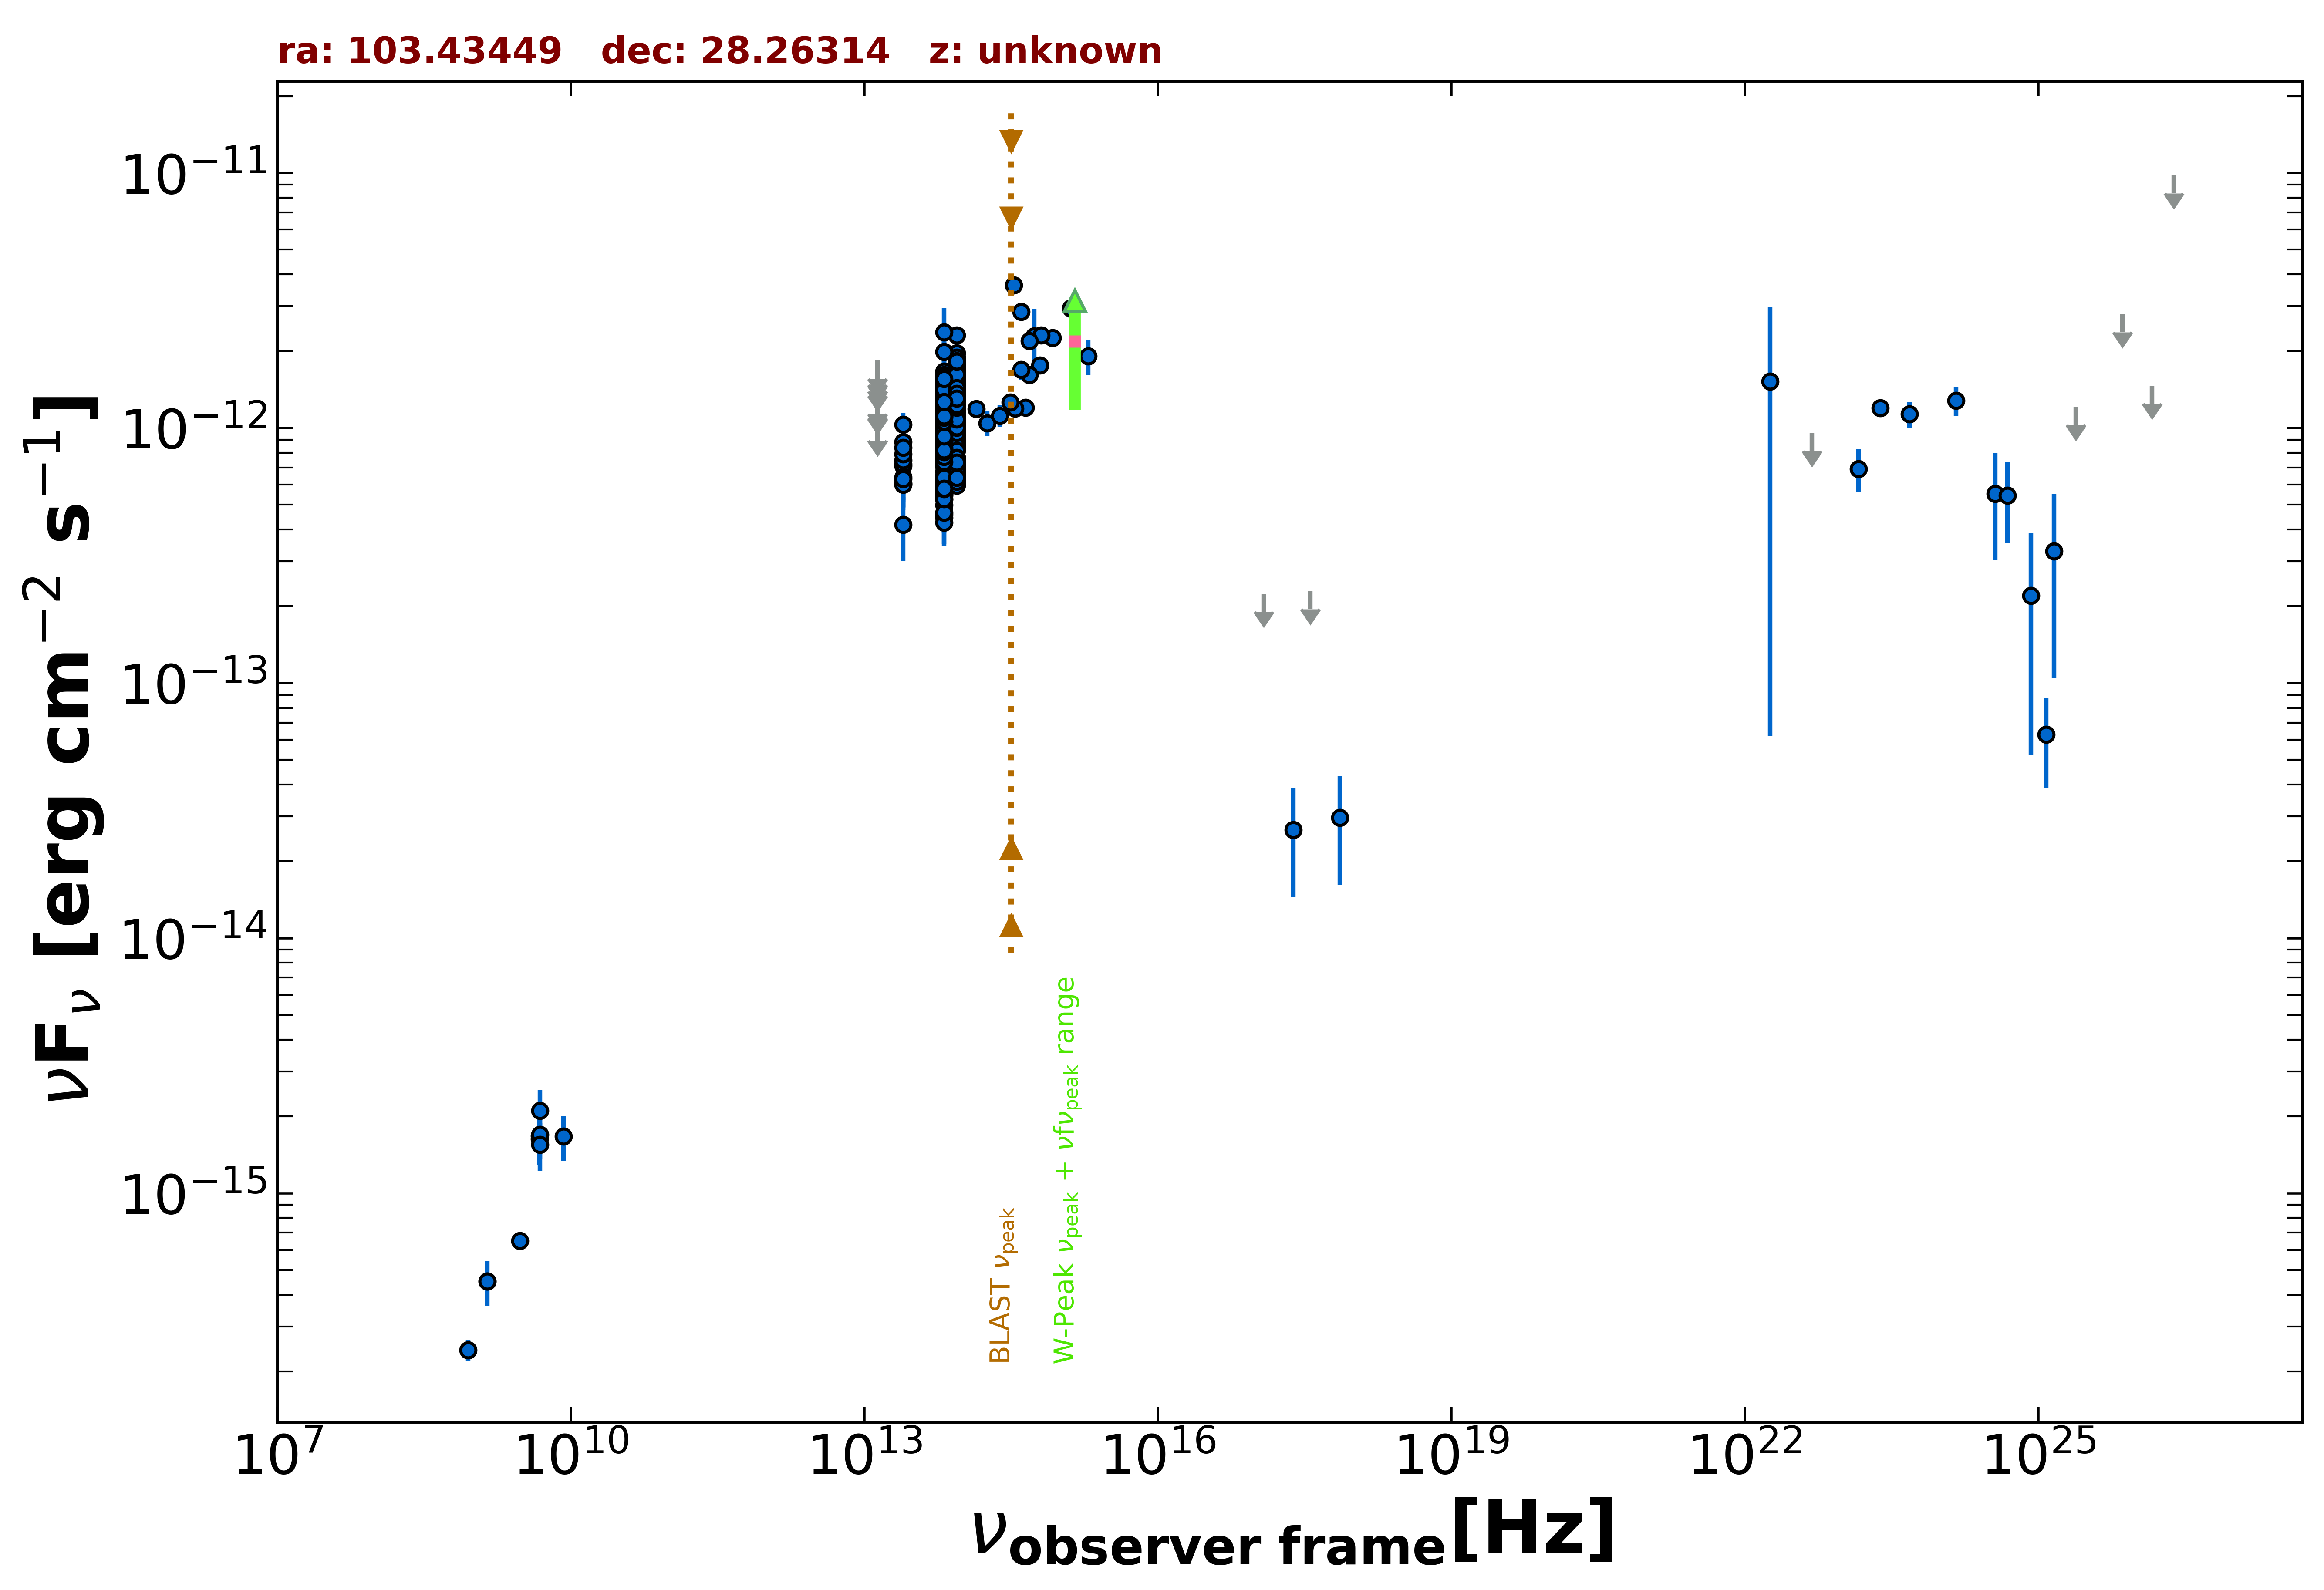 ra: 103.43449   dec: 28.26314   z: unknown
10⁻¹¹
10⁻¹²
10⁻¹³
10⁻¹⁴
10⁻¹⁵
νFν [erg cm⁻² s⁻¹]
BLAST νpeak
W-Peak νpeak + νfνpeak range
10⁷ 10¹⁰ 10¹³ 10¹⁶ 10¹⁹ 10²² 10²⁵
νobserver frame [Hz]